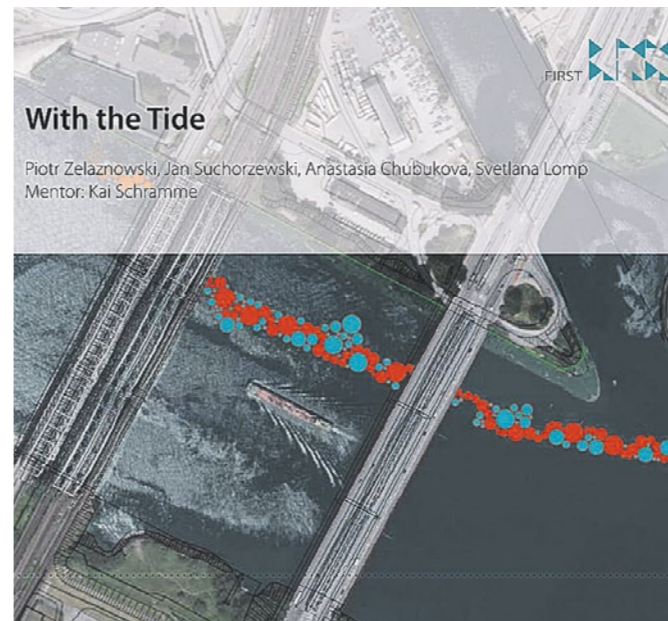 FIRST
With the Tide
Piotr Zelaznowski, Jan Suchorzewski, Anastasia Chubukova, Svetlana Lomp
Mentor: Kai Schramme